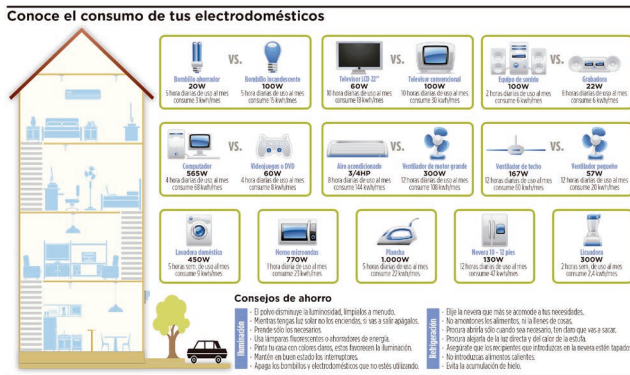 Conoce el consumo de tus electrodomésticos
Bombillo ahorrador
20W
5 hora diarias de uso al mes
consume 3 kwh/mes
VS.
Bombillo incandescente
100W
5 hora diarias de uso al mes
consume 15 kwh/mes
Televisor LCD 22"
60W
10 hora diarias de uso al mes
consume 18 kwh/mes
VS.
Televisor convencional
100W
10 horas diarias de uso al mes
consume 30 kwh/mes
Equipo de sonido
100W
2 horas diarias de uso al mes
consume 6 kwh/mes
VS.
Grabadora
22W
horas diarias de uso al mes
consume 6 kwh/mes
Computador
565W
4 hora diarias de uso al mes
consume 68 kwh/mes
VS.
Videojuegos o DVD
60W
4 hora diarias de uso al mes
consume 8 kwh/mes
Aire acondicionado
3/4HP
8 hora diarias de uso al mes
consume 144 kwh/mes
VS.
Ventilador de motor grande
300W
12 horas diarias de uso al mes
consume 108 kwh/mes
Ventilador de techo
167W
12 horas diarias de uso al mes
consume 60 kwh/mes
VS.
Ventilador pequeño
57W
12 horas diarias de uso al mes
consume 20 kwh/mes
Lavadora doméstica
450W
5 horas sem. de uso al mes
consume 9 kwh/mes
Horno microondas
770W
1 hora diaria de uso al mes
consume 23 kwh/mes
Plancha
1.000W
5 horas diarias de uso al mes
consume 22 kwh/mes
Nevera 10 - 12 pies
130W
12 horas diarias de uso al mes
consume 47 kwh/mes
Licuadora
300W
2 horas sem. de uso al mes
consume 2,4 kwh/mes
Consejos de ahorro
Iluminación
- El polvo disminuye la luminosidad, límpialos a menudo.
- Mientras tengas luz solar no los enciendas, si vas a salir apágalos.
- Prende sólo los necesarios.
- Usa lámparas fluorescentes o ahorradores de energía.
- Pinta tu casa con colores claros, estos favorecen la iluminación.
- Mantén en buen estado los interruptores.
- Apaga los bombillos y electrodomésticos que no estés utilizando.
Refrigeración
- Elije la nevera que más se acomode a tus necesidades.
- No amontones los alimentos, ni la llenes de cosas.
- Procura abrirla sólo cuando sea necesario, ten claro que vas a sacar.
- Procura alejarla de la luz directa y del calor de la estufa.
- Asegúrate que los recipientes que introduzcas en la nevera estén tapados
- No introduzcas alimentos calientes.
- Evita la acumulación de hielo.